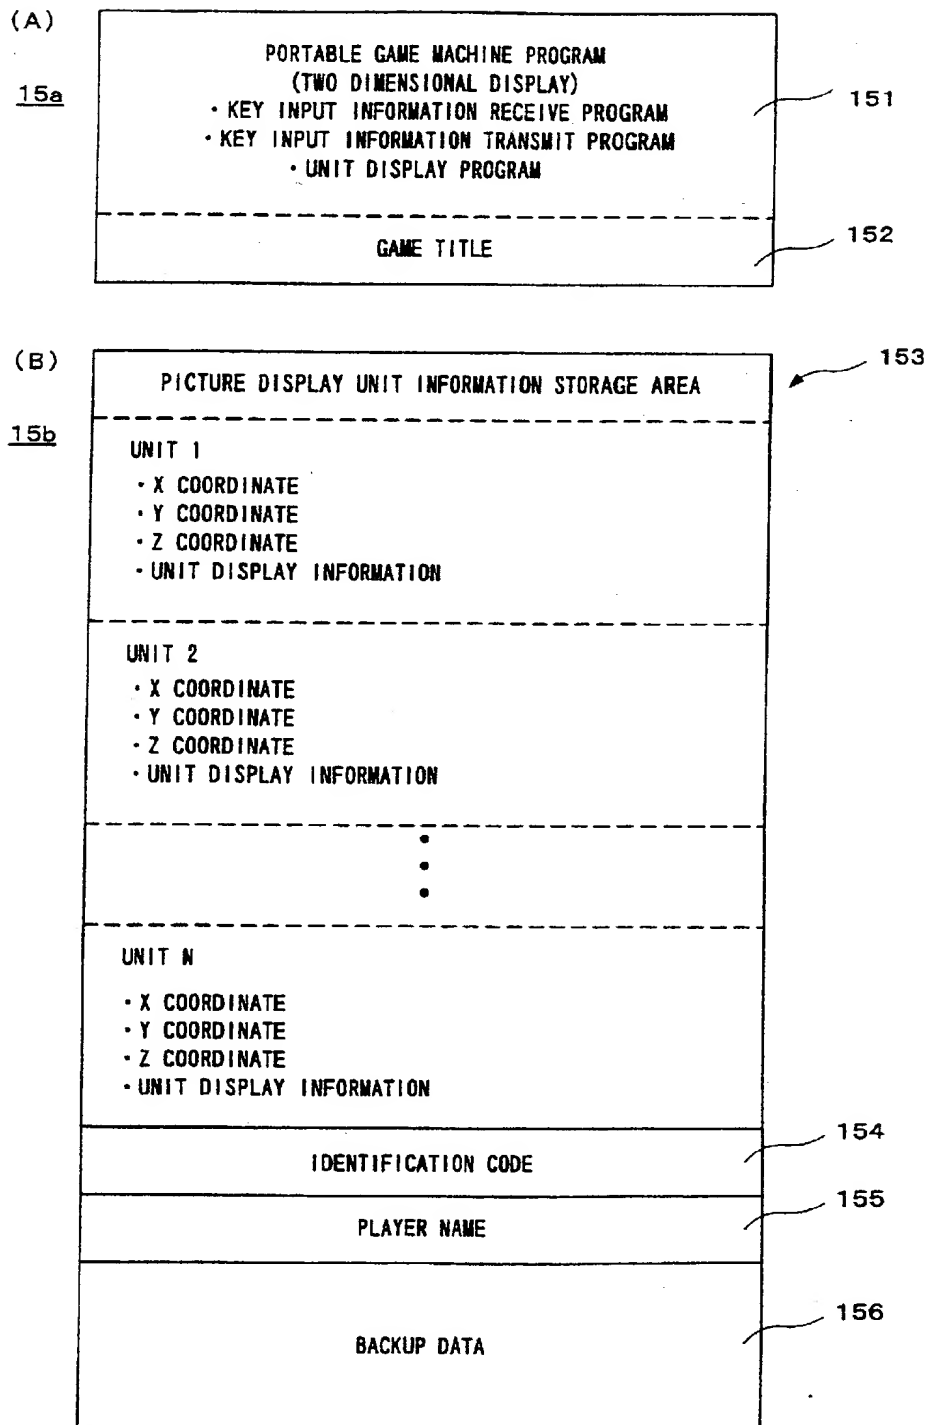 (A)
15a
PORTABLE GAME MACHINE PROGRAM
(TWO DIMENSIONAL DISPLAY)
・KEY INPUT INFORMATION RECEIVE PROGRAM
・KEY INPUT INFORMATION TRANSMIT PROGRAM
・UNIT DISPLAY PROGRAM
151
GAME TITLE
152
(B)
15b
PICTURE DISPLAY UNIT INFORMATION STORAGE AREA
153
UNIT 1
・X COORDINATE
・Y COORDINATE
・Z COORDINATE
・UNIT DISPLAY INFORMATION
UNIT 2
・X COORDINATE
・Y COORDINATE
・Z COORDINATE
・UNIT DISPLAY INFORMATION
UNIT N
・X COORDINATE
・Y COORDINATE
・Z COORDINATE
・UNIT DISPLAY INFORMATION
IDENTIFICATION CODE
154
PLAYER NAME
155
BACKUP DATA
156